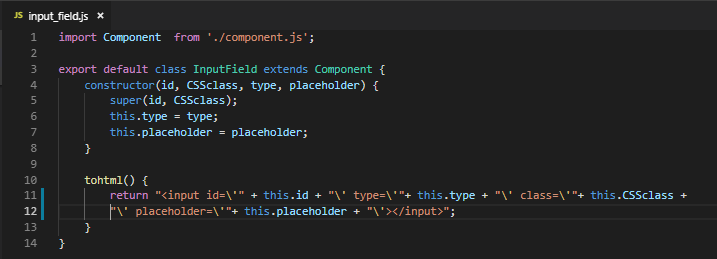 JS input_field.js ×
1 import Component  from './component.js';
2
3 export default class InputField extends Component {
4     constructor(id, CSSclass, type, placeholder) {
5         super(id, CSSclass);
6         this.type = type;
7         this.placeholder = placeholder;
8     }
9
10     tohtml() {
11         return "<input id=\'" + this.id + "\' type=\'"+ this.type + "\' class=\'"+ this.CSSclass +
12         "\' placeholder=\'"+ this.placeholder + "\'></input>";
13     }
14 }